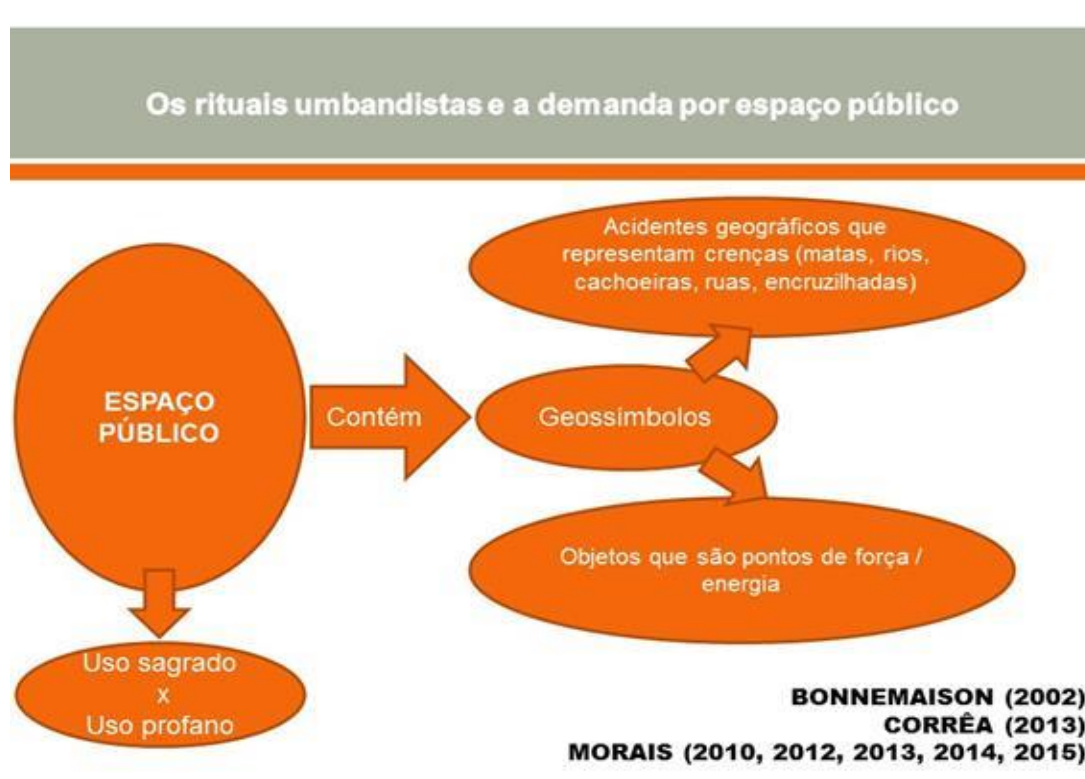 Os rituais umbandistas e a demanda por espaço público
ESPAÇO
PÚBLICO
Contém
Geossímbolos
Acidentes geográficos que
representam crenças (matas, rios,
cachoeiras, ruas, encruzilhadas)
Objetos que são pontos de força /
energia
Uso sagrado
x
Uso profano
BONNEMAISON (2002)
CORRÊA (2013)
MORAIS (2010, 2012, 2013, 2014, 2015)